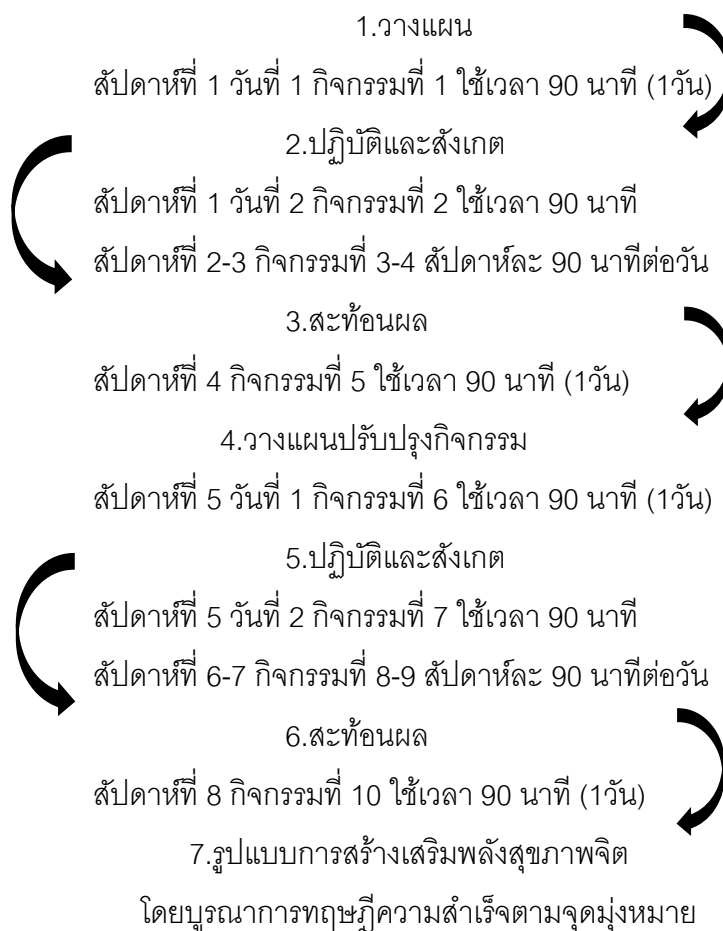 1.วางแผน
สัปดาห์ที่ 1 วันที่ 1 กิจกรรมที่ 1 ใช้เวลา 90 นาที (1วัน)
2.ปฏิบัติและสังเกต
สัปดาห์ที่ 1 วันที่ 2 กิจกรรมที่ 2 ใช้เวลา 90 นาที
สัปดาห์ที่ 2-3 กิจกรรมที่ 3-4 สัปดาห์ละ 90 นาทีต่อวัน
3.สะท้อนผล
สัปดาห์ที่ 4 กิจกรรมที่ 5 ใช้เวลา 90 นาที (1วัน)
4.วางแผนปรับปรุงกิจกรรม
สัปดาห์ที่ 5 วันที่ 1 กิจกรรมที่ 6 ใช้เวลา 90 นาที (1วัน)
5.ปฏิบัติและสังเกต
สัปดาห์ที่ 5 วันที่ 2 กิจกรรมที่ 7 ใช้เวลา 90 นาที
สัปดาห์ที่ 6-7 กิจกรรมที่ 8-9 สัปดาห์ละ 90 นาทีต่อวัน
6.สะท้อนผล
สัปดาห์ที่ 8 กิจกรรมที่ 10 ใช้เวลา 90 นาที (1วัน)
7.รูปแบบการสร้างเสริมพลังสุขภาพจิต
โดยบูรณาการทฤษฎีความสำเร็จตามจุดมุ่งหมาย